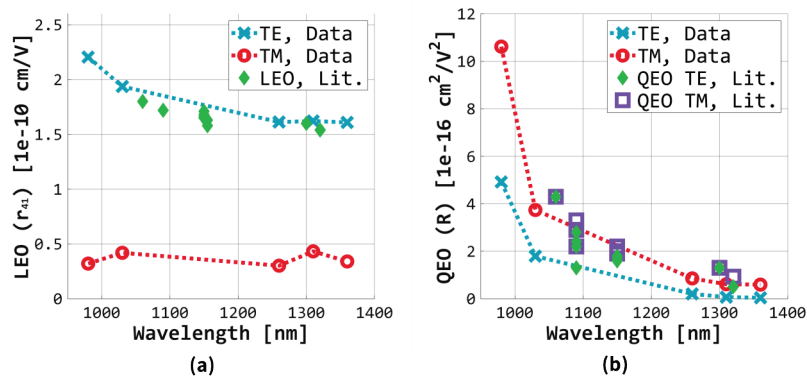 3
2.5
2
1.5
1
0.5
0
1000
1100
1200
1300
1400
LEO (r₄₁) [1e-10 cm/V]
Wavelength [nm]
TE, Data
TM, Data
LEO, Lit.
(a)
12
10
8
6
4
2
0
1000
1100
1200
1300
1400
QEO (R) [1e-16 cm²/V²]
Wavelength [nm]
TE, Data
TM, Data
QEO TE, Lit.
QEO TM, Lit.
(b)